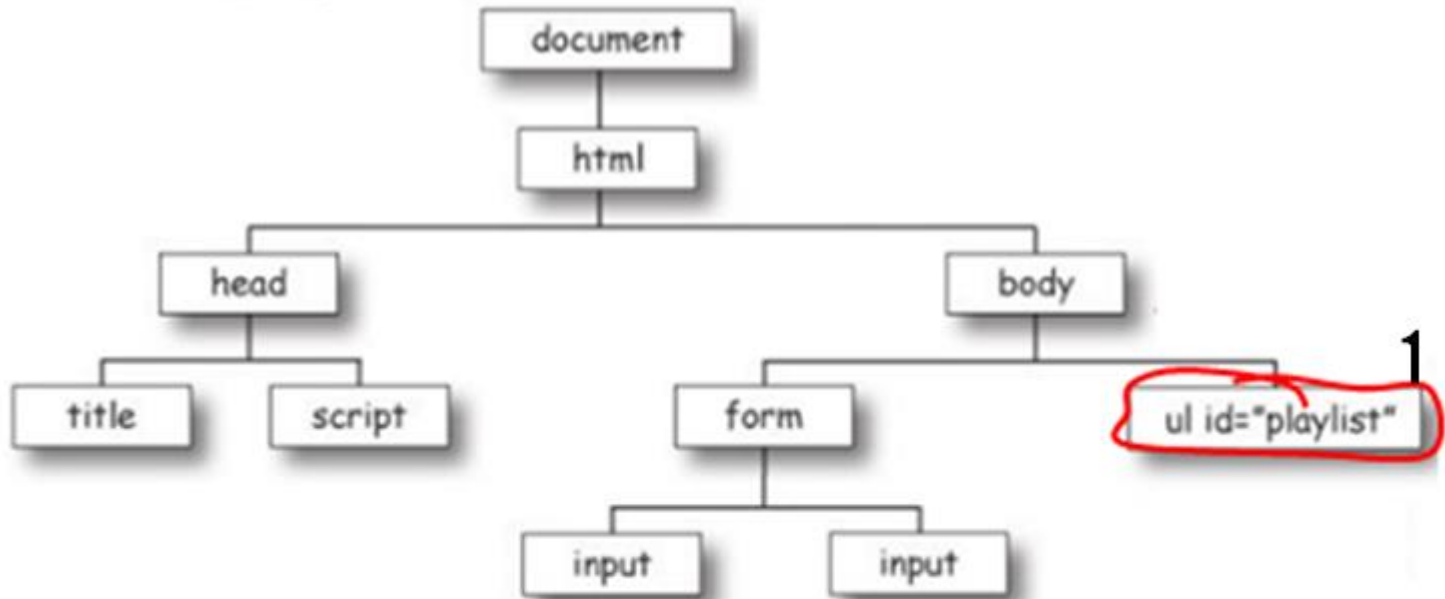 document
html
head body
1
title script form ul id="playlist"
input input